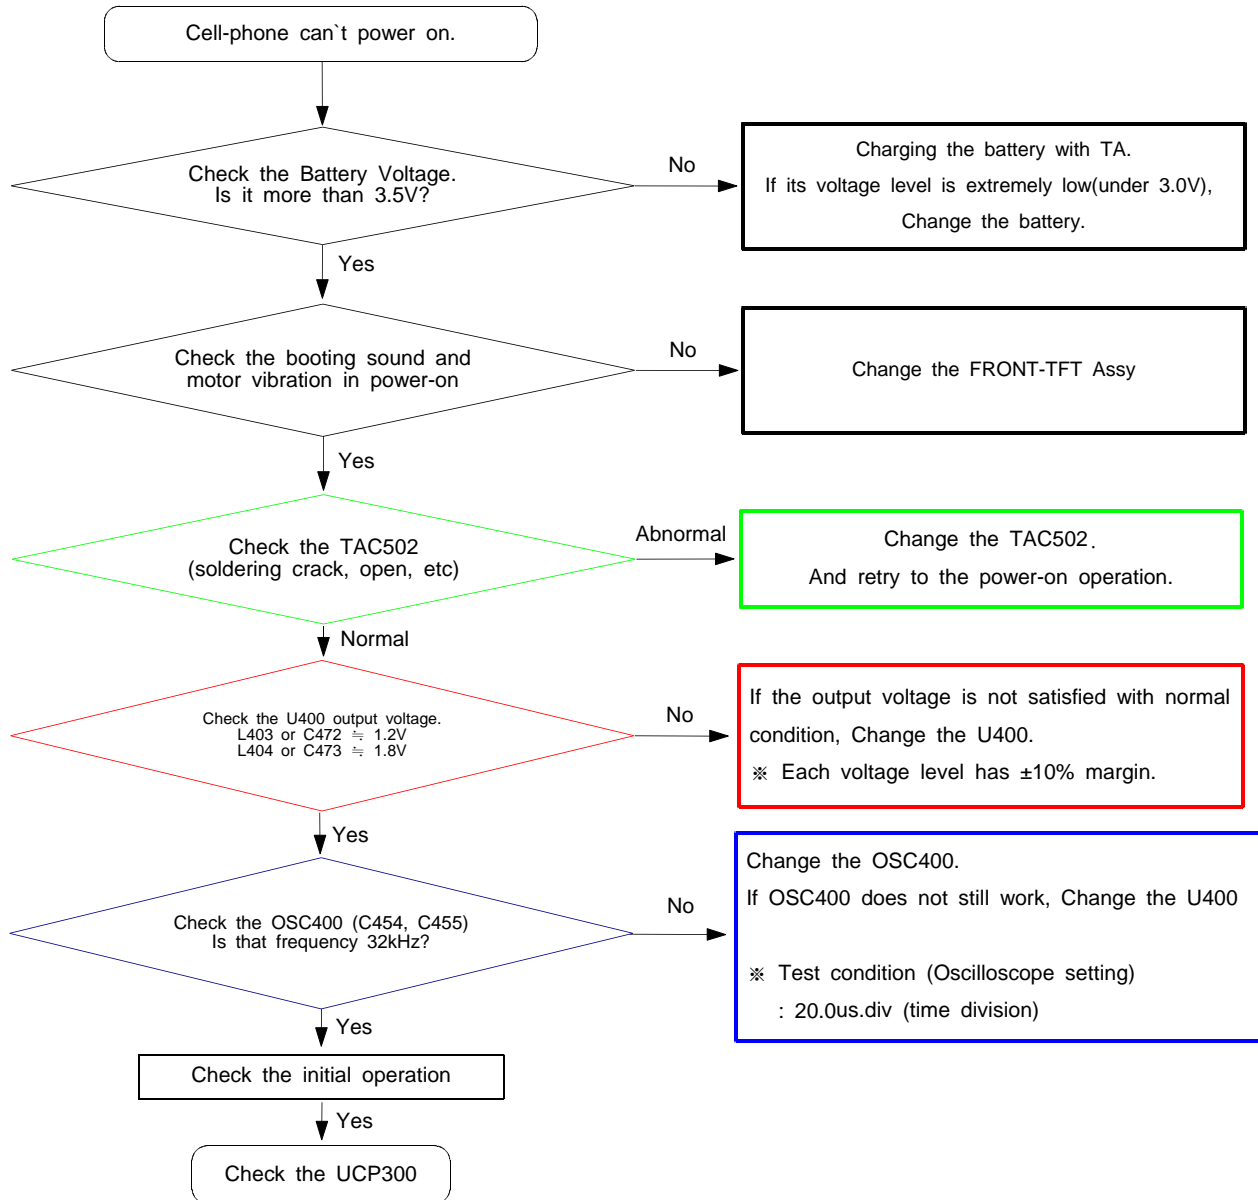 Cell-phone can`t power on.
Check the Battery Voltage.
Is it more than 3.5V?
No
Charging the battery with TA.
If its voltage level is extremely low(under 3.0V),
Change the battery.
Yes
Check the booting sound and
motor vibration in power-on
No
Change the FRONT-TFT Assy
Yes
Check the TAC502
(soldering crack, open, etc)
Abnormal
Change the TAC502.
And retry to the power-on operation.
Normal
Check the U400 output voltage.
L403 or C472 ≒ 1.2V
L404 or C473 ≒ 1.8V
No
If the output voltage is not satisfied with normal
condition, Change the U400.
※ Each voltage level has ±10% margin.
Yes
Check the OSC400 (C454, C455)
Is that frequency 32kHz?
No
Change the OSC400.
If OSC400 does not still work, Change the U400
※ Test condition (Oscilloscope setting)
: 20.0us.div (time division)
Yes
Check the initial operation
Yes
Check the UCP300